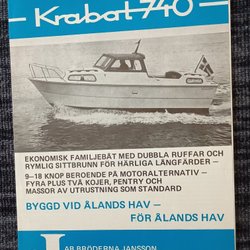 Krabat 740
EKONOMISK FAMILJEBÅT MED DUBBLA RUFFAR OCH
RYMLIG SITTBRUNN FÖR HÄRLIGA LÅNGFÄRDER –
9–18 KNOP BEROENDE PÅ MOTORALTERNATIV –
FYRA PLUS TVÅ KOJER, PENTRY OCH
MASSOR AV UTRUSTNING SOM STANDARD
BYGGD VID ÅLANDS HAV –
FÖR ÅLANDS HAV
AB BRÖDERNA JANSSON